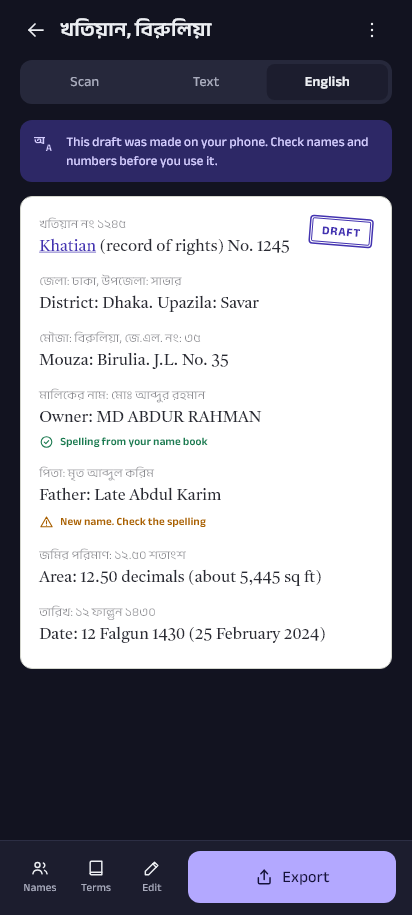 খতিয়ান, বিরুলিয়া
Scan
Text
English
অA
This draft was made on your phone. Check names and
numbers before you use it.
খতিয়ান নং ১২৪৫
Khatian (record of rights) No. 1245
DRAFT
জেলা: ঢাকা, উপজেলা: সাভার
District: Dhaka. Upazila: Savar
মৌজা: বিরুলিয়া, জে.এল. নং: ৩৫
Mouza: Birulia. J.L. No. 35
মালিকের নাম: মোঃ আব্দুর রহমান
Owner: MD ABDUR RAHMAN
Spelling from your name book
পিতা: মৃত আব্দুল করিম
Father: Late Abdul Karim
New name. Check the spelling
জমির পরিমাণ: ১২.৫০ শতাংশ
Area: 12.50 decimals (about 5,445 sq ft)
তারিখ: ১২ ফাল্গুন ১৪৩০
Date: 12 Falgun 1430 (25 February 2024)
Names
Terms
Edit
Export